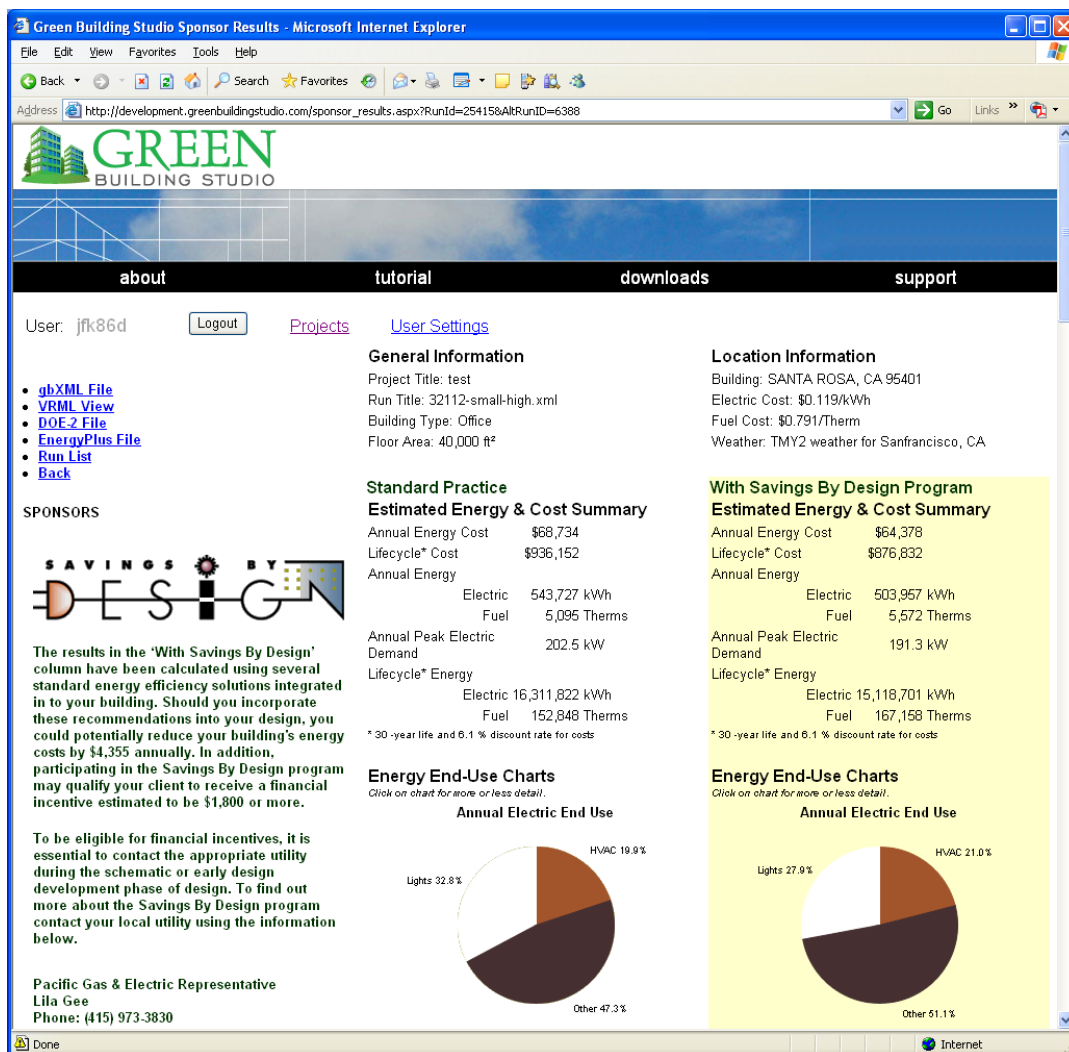 Green Building Studio Sponsor Results - Microsoft Internet Explorer
File Edit View Favorites Tools Help
Back Search Favorites
Address http://development.greenbuildingstudio.com/sponsor_results.aspx?RunId=25415&AltRunID=6388 Go Links »
GREEN
BUILDING STUDIO
about tutorial downloads support
User: jfk86d Logout Projects User Settings
gbXML File
VRML View
DOE-2 File
EnergyPlus File
Run List
Back
SPONSORS
SAVINGS BY
DESIGN
The results in the 'With Savings By Design'
column have been calculated using several
standard energy efficiency solutions integrated
in to your building. Should you incorporate
these recommendations into your design, you
could potentially reduce your building's energy
costs by $4,355 annually. In addition,
participating in the Savings By Design program
may qualify your client to receive a financial
incentive estimated to be $1,800 or more.
To be eligible for financial incentives, it is
essential to contact the appropriate utility
during the schematic or early design
development phase of design. To find out
more about the Savings By Design program
contact your local utility using the information
below.
Pacific Gas & Electric Representative
Lila Gee
Phone: (415) 973-3830
General Information
Project Title: test
Run Title: 32112-small-high.xml
Building Type: Office
Floor Area: 40,000 ft²
Location Information
Building: SANTA ROSA, CA 95401
Electric Cost: $0.119/kWh
Fuel Cost: $0.791/Therm
Weather: TMY2 weather for Sanfrancisco, CA
Standard Practice
Estimated Energy & Cost Summary
Annual Energy Cost $68,734
Lifecycle* Cost $936,152
Annual Energy
Electric 543,727 kWh
Fuel 5,095 Therms
Annual Peak Electric
Demand 202.5 kW
Lifecycle* Energy
Electric 16,311,822 kWh
Fuel 152,848 Therms
* 30 -year life and 6.1 % discount rate for costs
Energy End-Use Charts
Click on chart for more or less detail.
Annual Electric End Use
HVAC 19.9%
Lights 32.8%
Other 47.3%
With Savings By Design Program
Estimated Energy & Cost Summary
Annual Energy Cost $64,378
Lifecycle* Cost $876,832
Annual Energy
Electric 503,957 kWh
Fuel 5,572 Therms
Annual Peak Electric
Demand 191.3 kW
Lifecycle* Energy
Electric 15,118,701 kWh
Fuel 167,158 Therms
* 30 -year life and 6.1 % discount rate for costs
Energy End-Use Charts
Click on chart for more or less detail.
Annual Electric End Use
HVAC 21.0%
Lights 27.9%
Other 51.1%
Done Internet